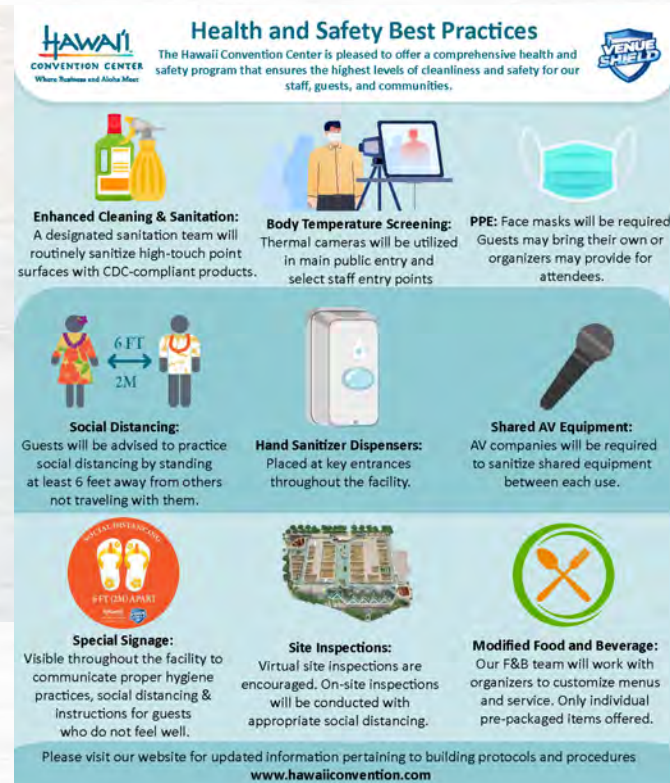 HAWAI'I
CONVENTION CENTER
Where Business and Aloha Meet
Health and Safety Best Practices
The Hawaii Convention Center is pleased to offer a comprehensive health and
safety program that ensures the highest levels of cleanliness and safety for our
staff, guests, and communities.
VENUE
SHIELD
Enhanced Cleaning & Sanitation:
A designated sanitation team will
routinely sanitize high-touch point
surfaces with CDC-compliant products.
Body Temperature Screening:
Thermal cameras will be utilized
in main public entry and
select staff entry points
PPE: Face masks will be required
Guests may bring their own or
organizers may provide for
attendees.
6 FT
2M
Social Distancing:
Guests will be advised to practice
social distancing by standing
at least 6 feet away from others
not traveling with them.
Hand Sanitizer Dispensers:
Placed at key entrances
throughout the facility.
Shared AV Equipment:
AV companies will be required
to sanitize shared equipment
between each use.
SOCIAL DISTANCING
6 FT (2M) APART
HAWAI'I
Special Signage:
Visible throughout the facility to
communicate proper hygiene
practices, social distancing &
instructions for guests
who do not feel well.
Site Inspections:
Virtual site inspections are
encouraged. On-site inspections
will be conducted with
appropriate social distancing.
Modified Food and Beverage:
Our F&B team will work with
organizers to customize menus
and service. Only individual
pre-packaged items offered.
Please visit our website for updated information pertaining to building protocols and procedures
www.hawaiiconvention.com